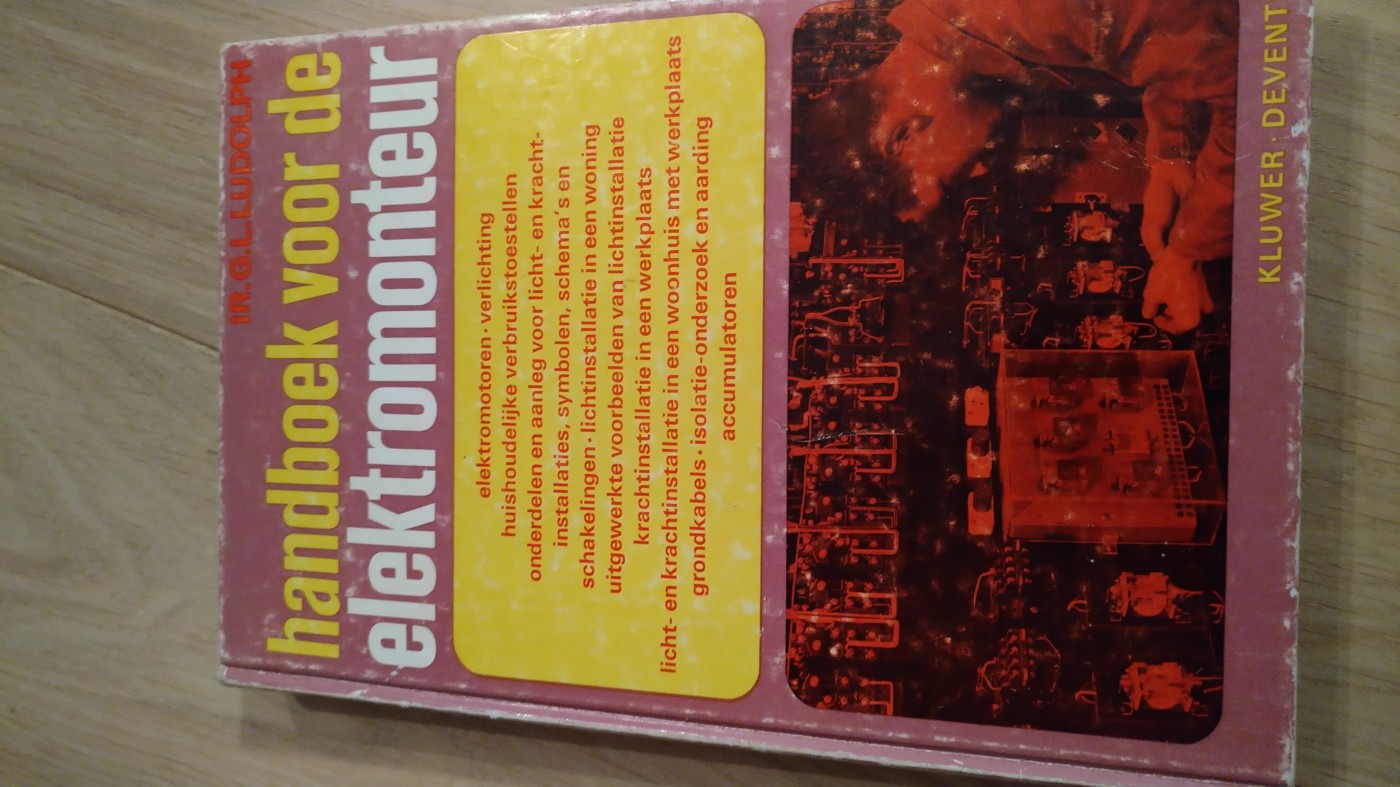 IR.G.L.LUDOLPH
handboek voor de
elektromonteur
elektromotoren · verlichting
huishoudelijke verbruikstoestellen
onderdelen en aanleg voor licht- en kracht-
installaties, symbolen, schema's en
schakelingen · lichtinstallatie in een woning
uitgewerkte voorbeelden van lichtinstallatie
krachtinstallatie in een werkplaats
licht- en krachtinstallatie in een woonhuis met werkplaats
grondkabels · isolatie-onderzoek en aarding
accumulatoren
KLUWER · DEVENT